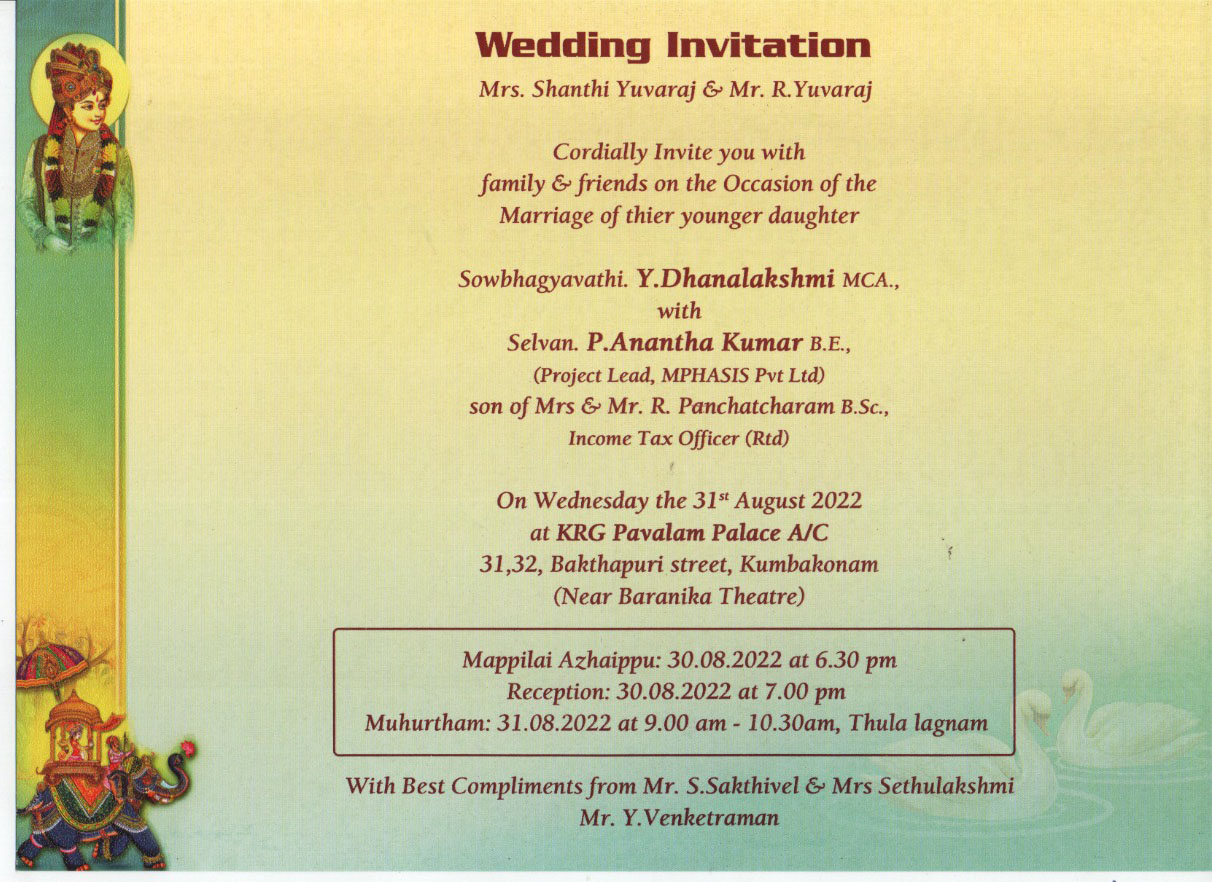 Wedding Invitation
Mrs. Shanthi Yuvaraj & Mr. R.Yuvaraj
Cordially Invite you with
family & friends on the Occasion of the
Marriage of thier younger daughter
Sowbhagyavathi. Y.Dhanalakshmi MCA.,
with
Selvan. P.Anantha Kumar B.E.,
(Project Lead, MPHASIS Pvt Ltd)
son of Mrs & Mr. R. Panchatcharam B.Sc.,
Income Tax Officer (Rtd)
On Wednesday the 31st August 2022
at KRG Pavalam Palace A/C
31,32, Bakthapuri street, Kumbakonam
(Near Baranika Theatre)
Mappilai Azhaippu: 30.08.2022 at 6.30 pm
Reception: 30.08.2022 at 7.00 pm
Muhurtham: 31.08.2022 at 9.00 am - 10.30am, Thula lagnam
With Best Compliments from Mr. S.Sakthivel & Mrs Sethulakshmi
Mr. Y.Venketraman